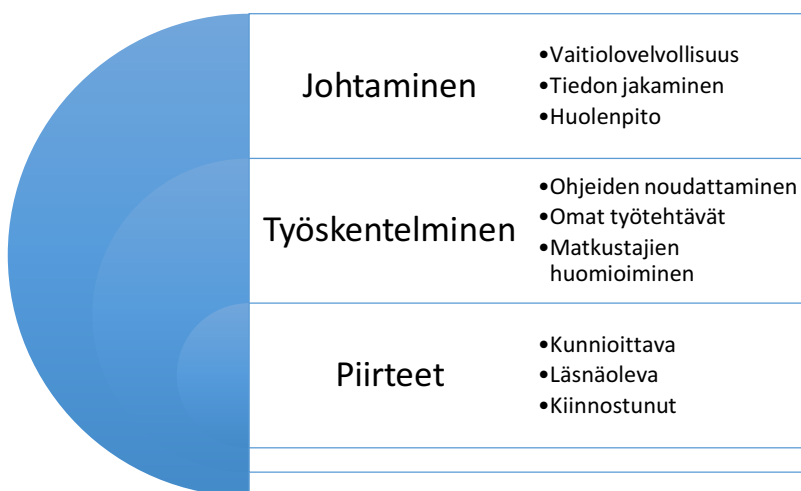 Johtaminen
•Vaitiolovelvollisuus
•Tiedon jakaminen
•Huolenpito
Työskentelminen
•Ohjeiden noudattaminen
•Omat työtehtävät
•Matkustajien
huomioiminen
Piirteet
•Kunnioittava
•Läsnäoleva
•Kiinnostunut